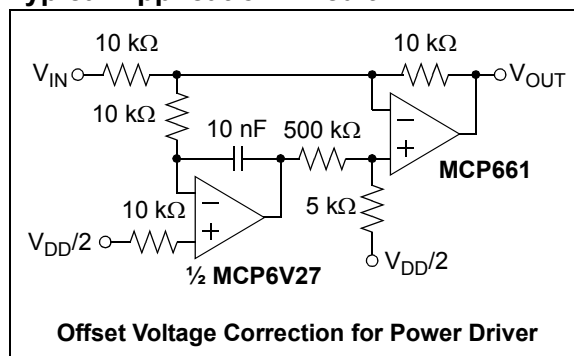 10 kΩ
10 kΩ
VIN
VOUT
10 kΩ
10 nF
500 kΩ
MCP661
10 kΩ
5 kΩ
VDD/2
½ MCP6V27
VDD/2
Offset Voltage Correction for Power Driver